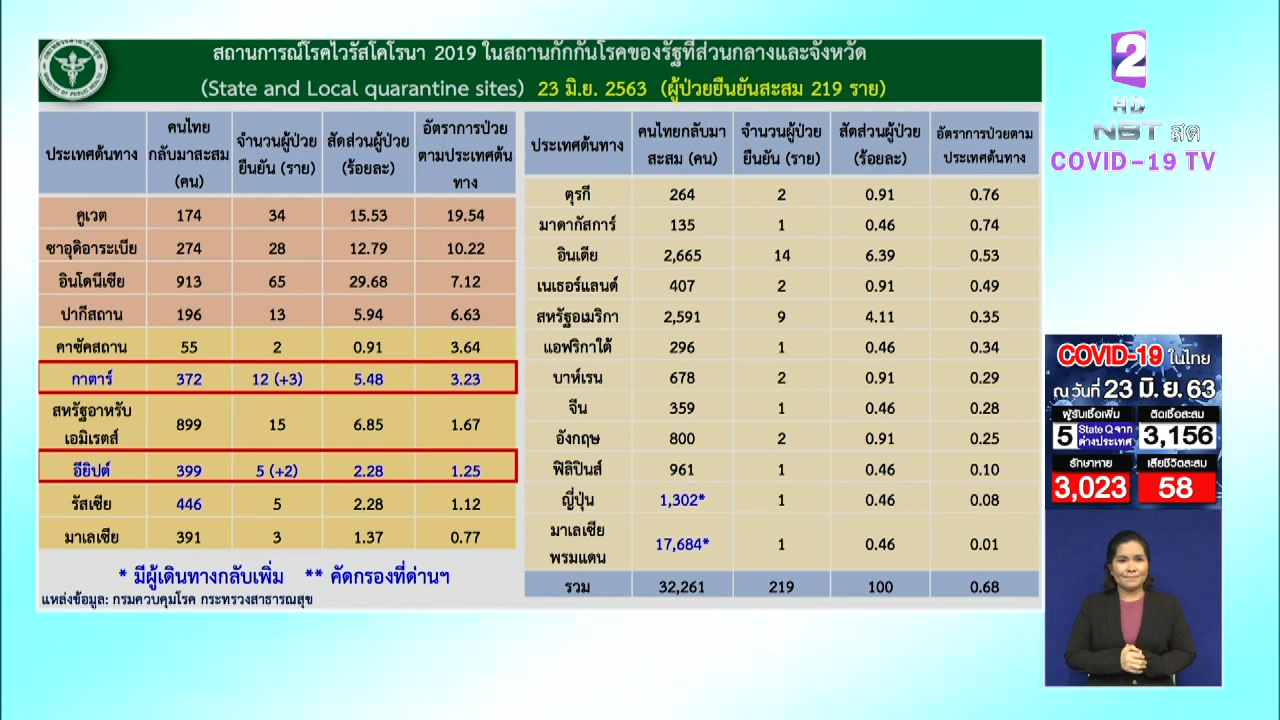 สถานการณ์โรคไวรัสโคโรนา 2019 ในสถานกักกันโรคของรัฐที่ส่วนกลางและจังหวัด
(State and Local quarantine sites) 23 มิ.ย. 2563 (ผู้ป่วยยืนยันสะสม 219 ราย)
ประเทศต้นทาง คนไทยกลับมาสะสม (คน) จำนวนผู้ป่วยยืนยัน (ราย) สัดส่วนผู้ป่วย (ร้อยละ) อัตราการป่วยตามประเทศต้นทาง
คูเวต 174 34 15.53 19.54
ซาอุดิอาระเบีย 274 28 12.79 10.22
อินโดนีเซีย 913 65 29.68 7.12
ปากีสถาน 196 13 5.94 6.63
คาซัคสถาน 55 2 0.91 3.64
กาตาร์ 372 12 (+3) 5.48 3.23
สหรัฐอาหรับเอมิเรตส์ 899 15 6.85 1.67
อียิปต์ 399 5 (+2) 2.28 1.25
รัสเซีย 446 5 2.28 1.12
มาเลเซีย 391 3 1.37 0.77
* มีผู้เดินทางกลับเพิ่ม ** คัดกรองที่ด่านฯ
แหล่งข้อมูล: กรมควบคุมโรค กระทรวงสาธารณสุข
ประเทศต้นทาง คนไทยกลับมาสะสม (คน) จำนวนผู้ป่วยยืนยัน (ราย) สัดส่วนผู้ป่วย (ร้อยละ) อัตราการป่วยตามประเทศต้นทาง
ตุรกี 264 2 0.91 0.76
มาดากัสการ์ 135 1 0.46 0.74
อินเดีย 2,665 14 6.39 0.53
เนเธอร์แลนด์ 407 2 0.91 0.49
สหรัฐอเมริกา 2,591 9 4.11 0.35
แอฟริกาใต้ 296 1 0.46 0.34
บาห์เรน 678 2 0.91 0.29
จีน 359 1 0.46 0.28
อังกฤษ 800 2 0.91 0.25
ฟิลิปินส์ 961 1 0.46 0.10
ญี่ปุ่น 1,302* 1 0.46 0.08
มาเลเซียพรมแดน 17,684* 1 0.46 0.01
รวม 32,261 219 100 0.68
2
HD
NBT สด
COVID-19 TV
COVID-19 ในไทย
ณ วันที่ 23 มิ.ย. 63
ผู้รับเชื้อเพิ่ม ติดเชื้อสะสม
5 State Q จากต่างประเทศ 3,156
รักษาหาย เสียชีวิตสะสม
3,023 58